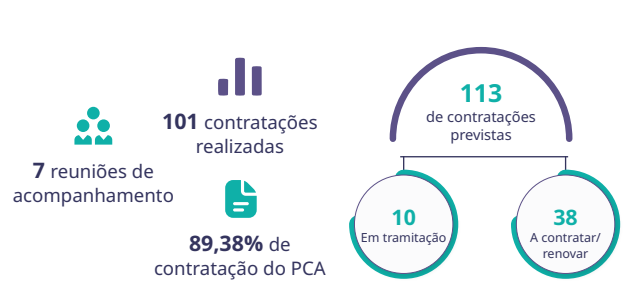 7 reuniões de
acompanhamento
101 contratações
realizadas
89,38% de
contratação do PCA
113
de contratações
previstas
10
Em tramitação
38
A contratar/
renovar